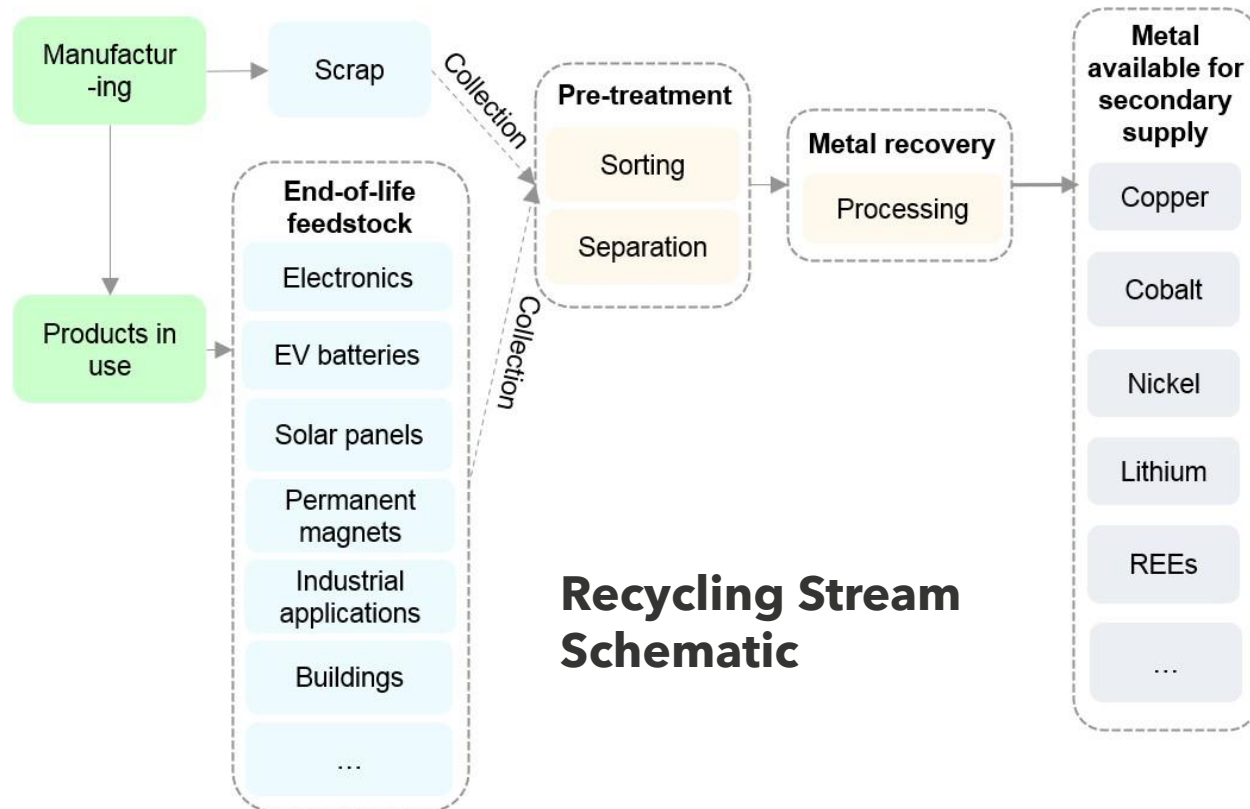 Manufactur
-ing
Scrap
Collection
Pre-treatment
Sorting
Separation
Metal recovery
Processing
Metal
available for
secondary
supply
Copper
Cobalt
Nickel
Lithium
REEs
…
Products in
use
End-of-life
feedstock
Electronics
EV batteries
Solar panels
Permanent
magnets
Industrial
applications
Buildings
…
Collection
Recycling Stream
Schematic